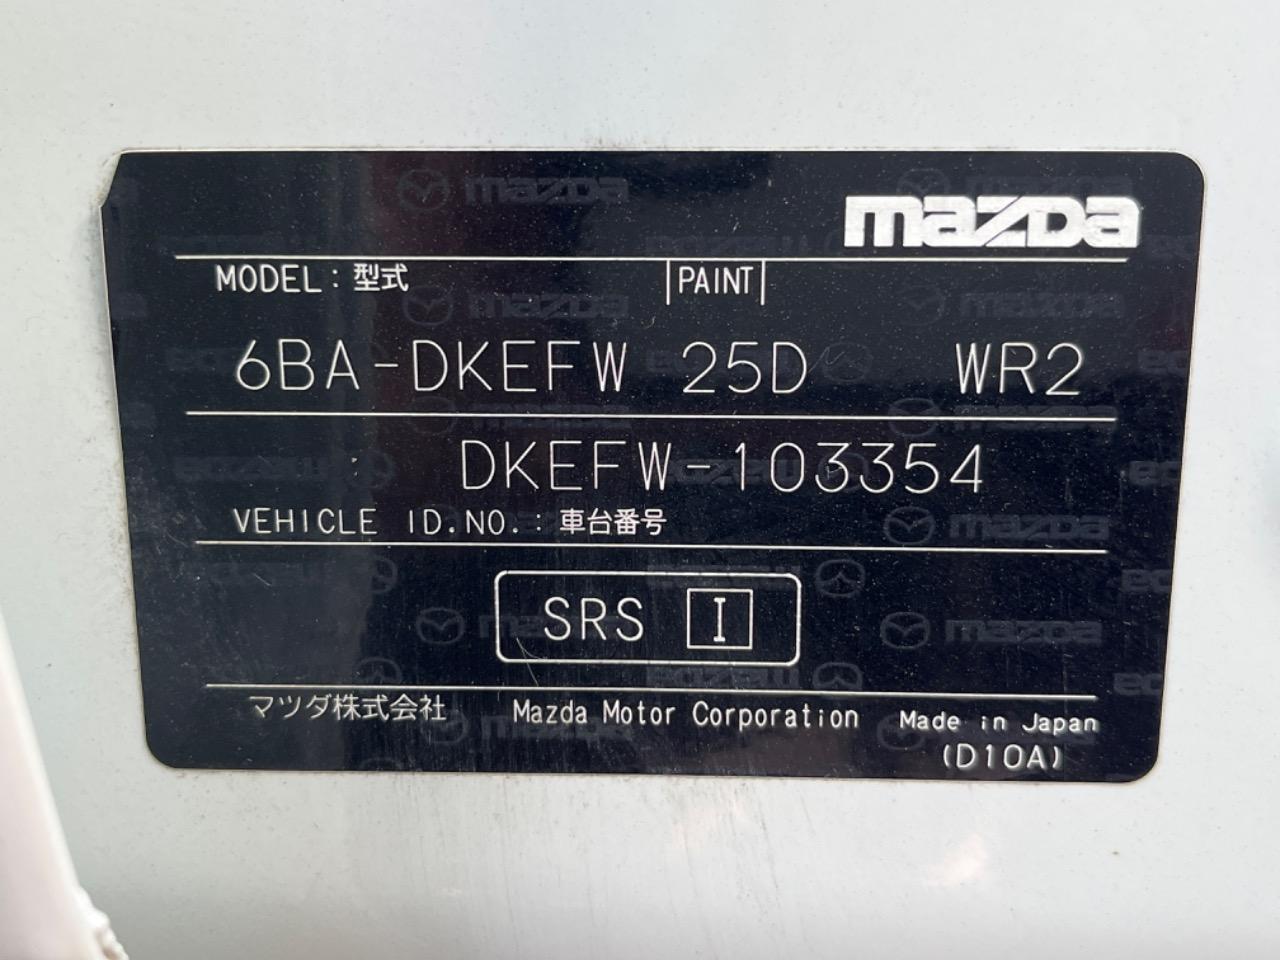 mazda
MODEL : 型式 PAINT
6BA-DKEFW 25D WR2
DKEFW-103354
VEHICLE ID.NO. : 車台番号
SRS I
マツダ株式会社 Mazda Motor Corporation Made in Japan
(D10A)